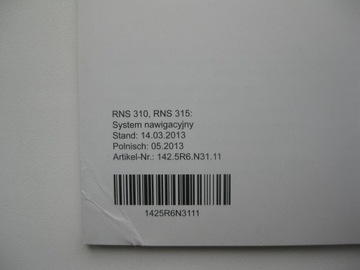 RNS 310, RNS 315:
System nawigacyjny
Stand: 14.03.2013
Polnisch: 05.2013
Artikel-Nr.: 142.5R6.N31.11
1425R6N3111